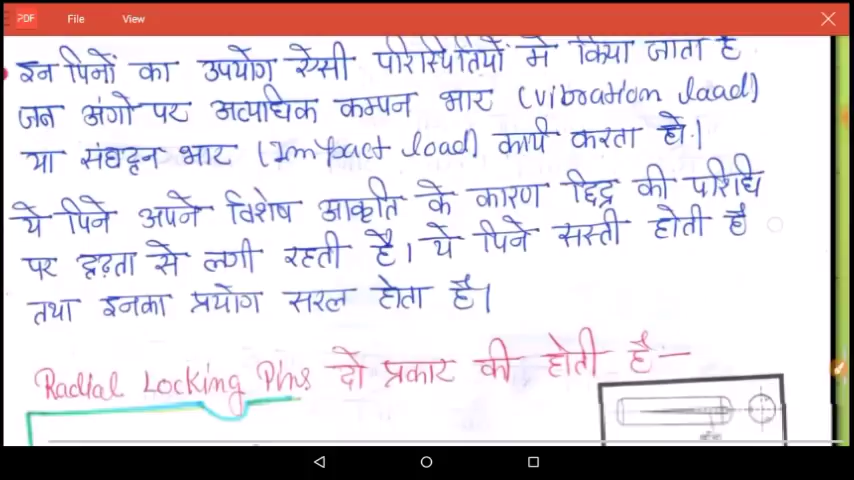 PDF File View
इन पिनों का उपयोग ऐसी परिस्थितियों में किया जाता है
जन अंगो पर अत्याधिक कम्पन भार (vibration load)
या संघट्टन भार (Impact load) कार्य करता हो।
ये पिने अपने विशेष आकृति के कारण छिद्र की परिधि
पर दृढ़ता से लगी रहती है। ये पिने सस्ती होती है
तथा इनका प्रयोग सरल होता है।
Radial Locking Pins दो प्रकार की होती है:—